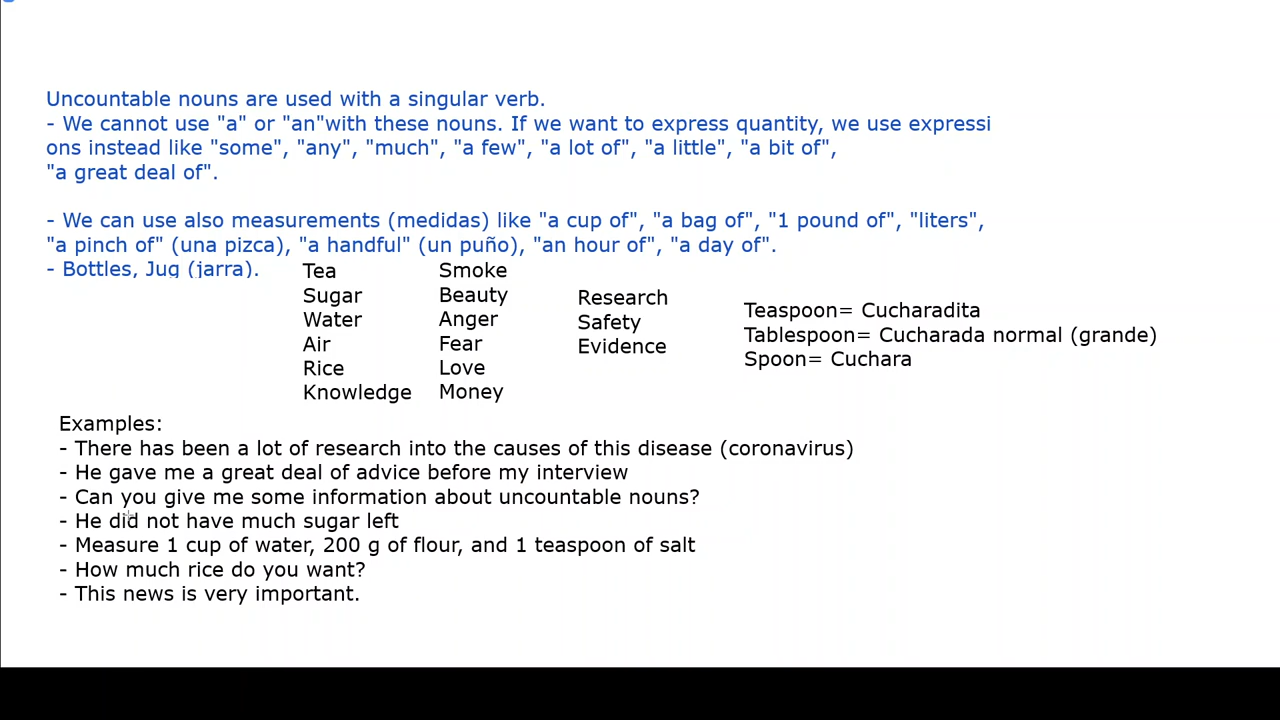 Uncountable nouns are used with a singular verb.
- We cannot use "a" or "an"with these nouns. If we want to express quantity, we use expressi
ons instead like "some", "any", "much", "a few", "a lot of", "a little", "a bit of",
"a great deal of".
- We can use also measurements (medidas) like "a cup of", "a bag of", "1 pound of", "liters",
"a pinch of" (una pizca), "a handful" (un puño), "an hour of", "a day of".
- Bottles, Jug (jarra).
Tea
Sugar
Water
Air
Rice
Knowledge
Smoke
Beauty
Anger
Fear
Love
Money
Research
Safety
Evidence
Teaspoon= Cucharadita
Tablespoon= Cucharada normal (grande)
Spoon= Cuchara
Examples:
- There has been a lot of research into the causes of this disease (coronavirus)
- He gave me a great deal of advice before my interview
- Can you give me some information about uncountable nouns?
- He did not have much sugar left
- Measure 1 cup of water, 200 g of flour, and 1 teaspoon of salt
- How much rice do you want?
- This news is very important.